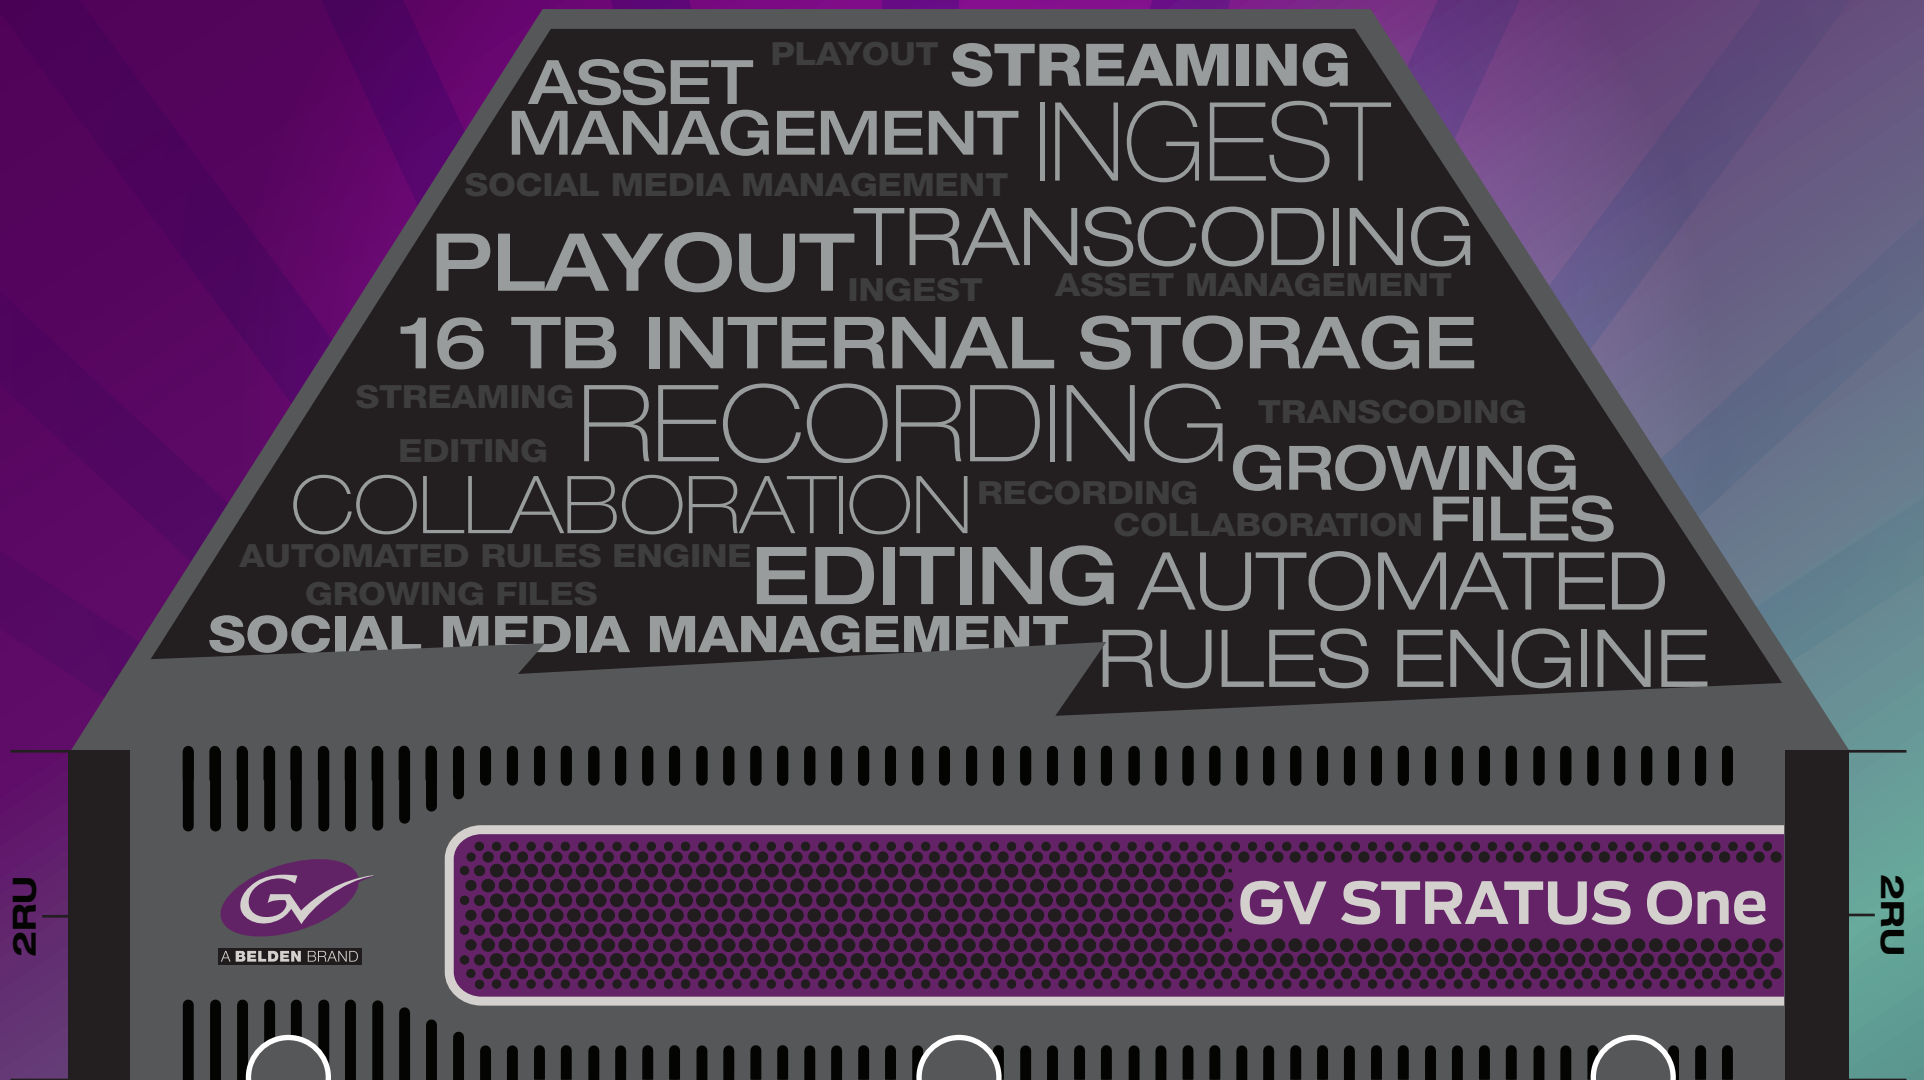 PLAYOUT STREAMING
ASSET
MANAGEMENT INGEST
SOCIAL MEDIA MANAGEMENT
PLAYOUT TRANSCODING
INGEST ASSET MANAGEMENT
16 TB INTERNAL STORAGE
STREAMING RECORDING TRANSCODING
EDITING GROWING
COLLABORATION RECORDING
COLLABORATION FILES
AUTOMATED RULES ENGINE EDITING AUTOMATED
GROWING FILES
SOCIAL MEDIA MANAGEMENT RULES ENGINE
2RU GV GV STRATUS One 2RU
A BELDEN BRAND